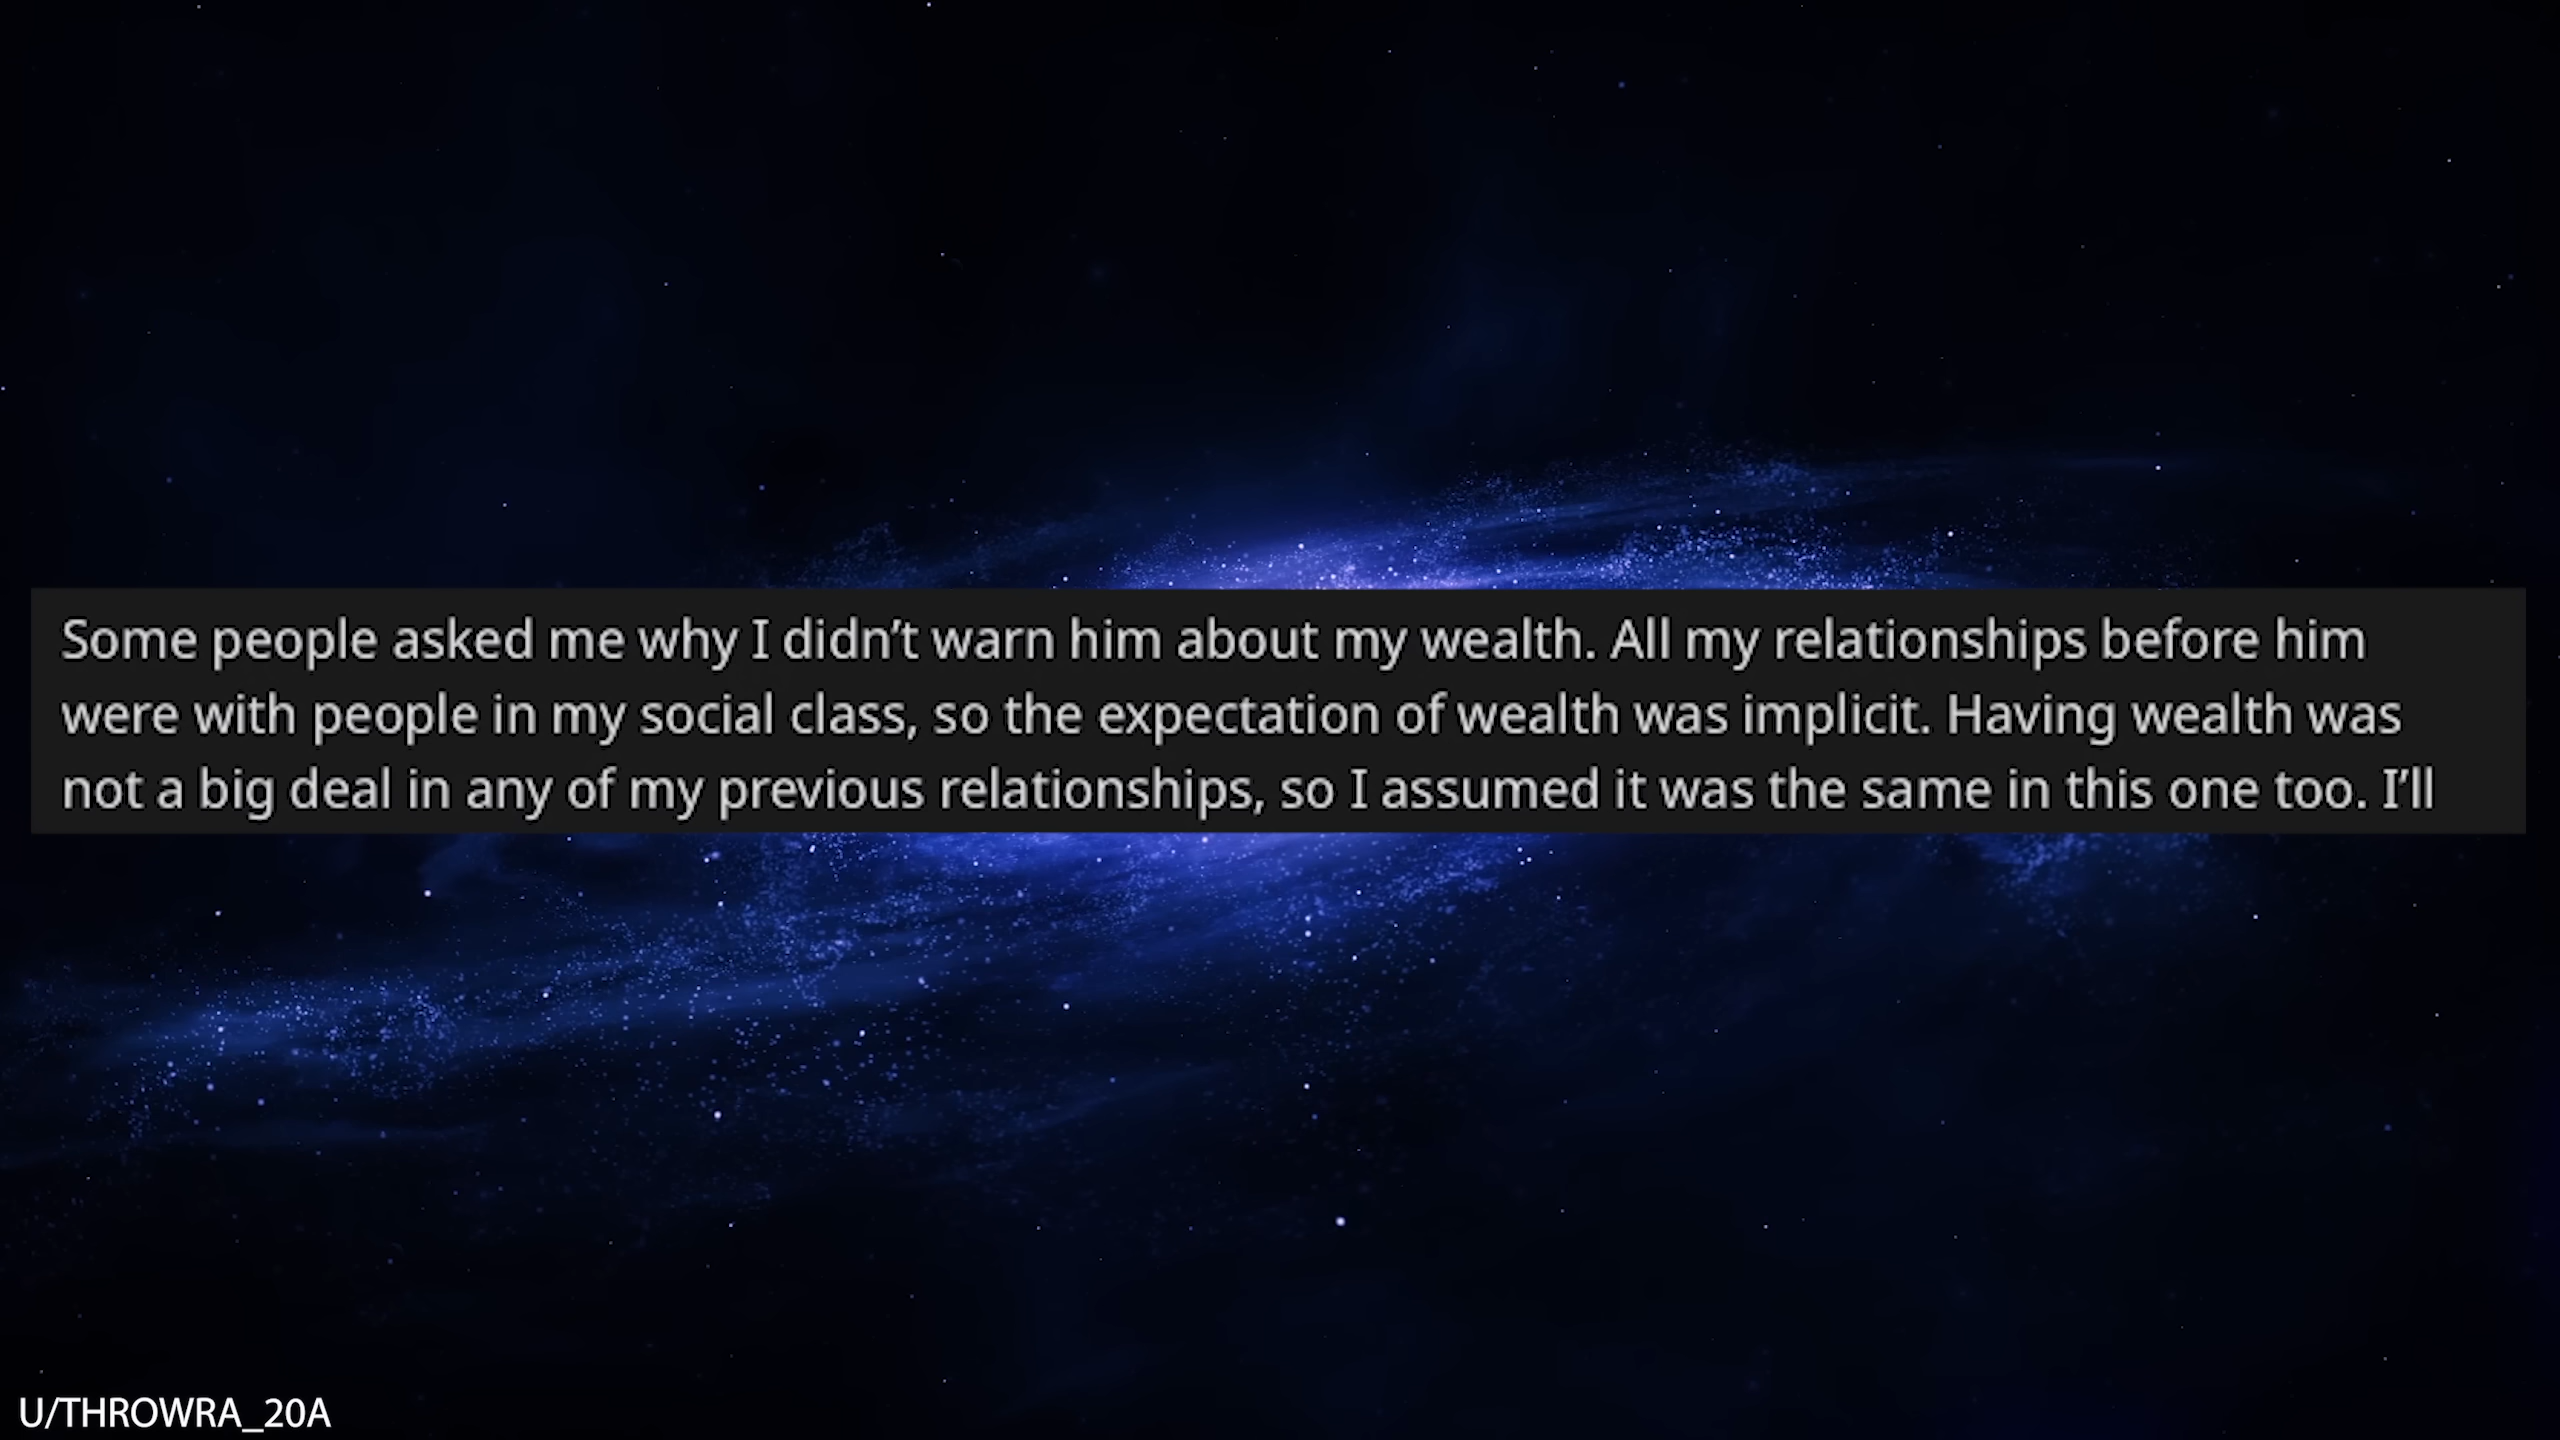 Some people asked me why I didn’t warn him about my wealth. All my relationships before him
were with people in my social class, so the expectation of wealth was implicit. Having wealth was
not a big deal in any of my previous relationships, so I assumed it was the same in this one too. I’ll
U/THROWRA_20A